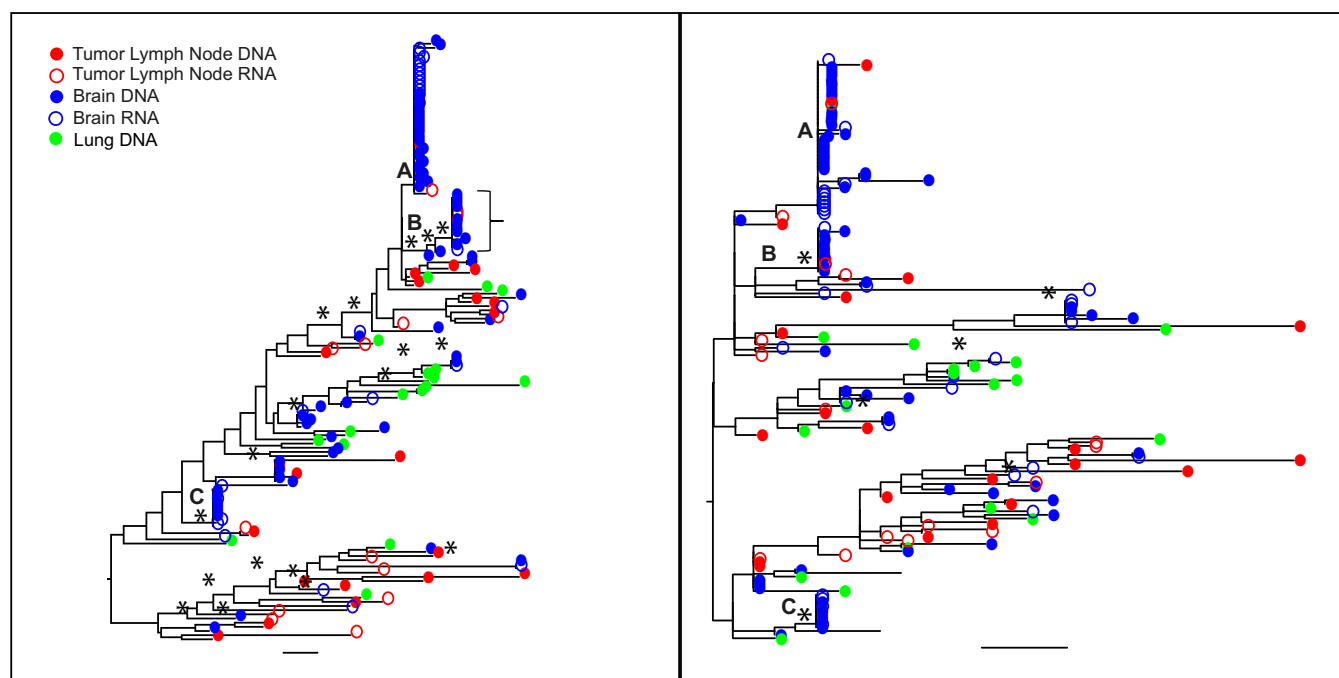 Tumor Lymph Node DNA
Tumor Lymph Node RNA
Brain DNA
Brain RNA
Lung DNA
A
B
* * *
* *
* *
*
*
*
C
*
* *
* *
*
* *
A
B
*
*
*
*
*
C
*